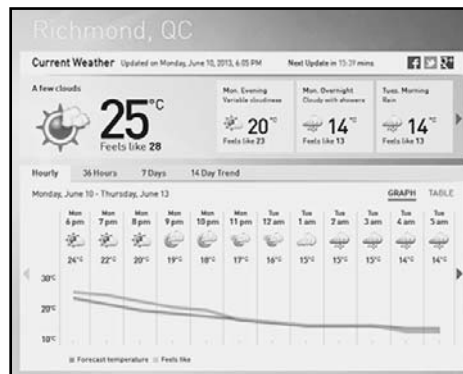 Richmond, QC
Current Weather Updated on Monday, June 10, 2013, 6:05 PM Next Update in 15:39 mins
A few clouds
25°C
Feels like 28
Mon. Evening
Variable cloudiness
20°C
Feels like 23
Mon. Overnight
Cloudy with showers
14°C
Feels like 13
Tues. Morning
Rain
14°C
Feels like 13
Hourly 36 Hours 7 Days 14 Day Trend
Monday, June 10 - Thursday, June 13 GRAPH TABLE
Mon Mon Mon Mon Mon Mon Tue Tue Tue Tue Tue Tue
6 pm 7 pm 8 pm 9 pm 10 pm 11 pm 12 am 1 am 2 am 3 am 4 am 5 am
24°C 22°C 20°C 19°C 18°C 17°C 16°C 15°C 15°C 15°C 14°C 14°C
30°C
20°C
10°C
Forecast temperature Feels like